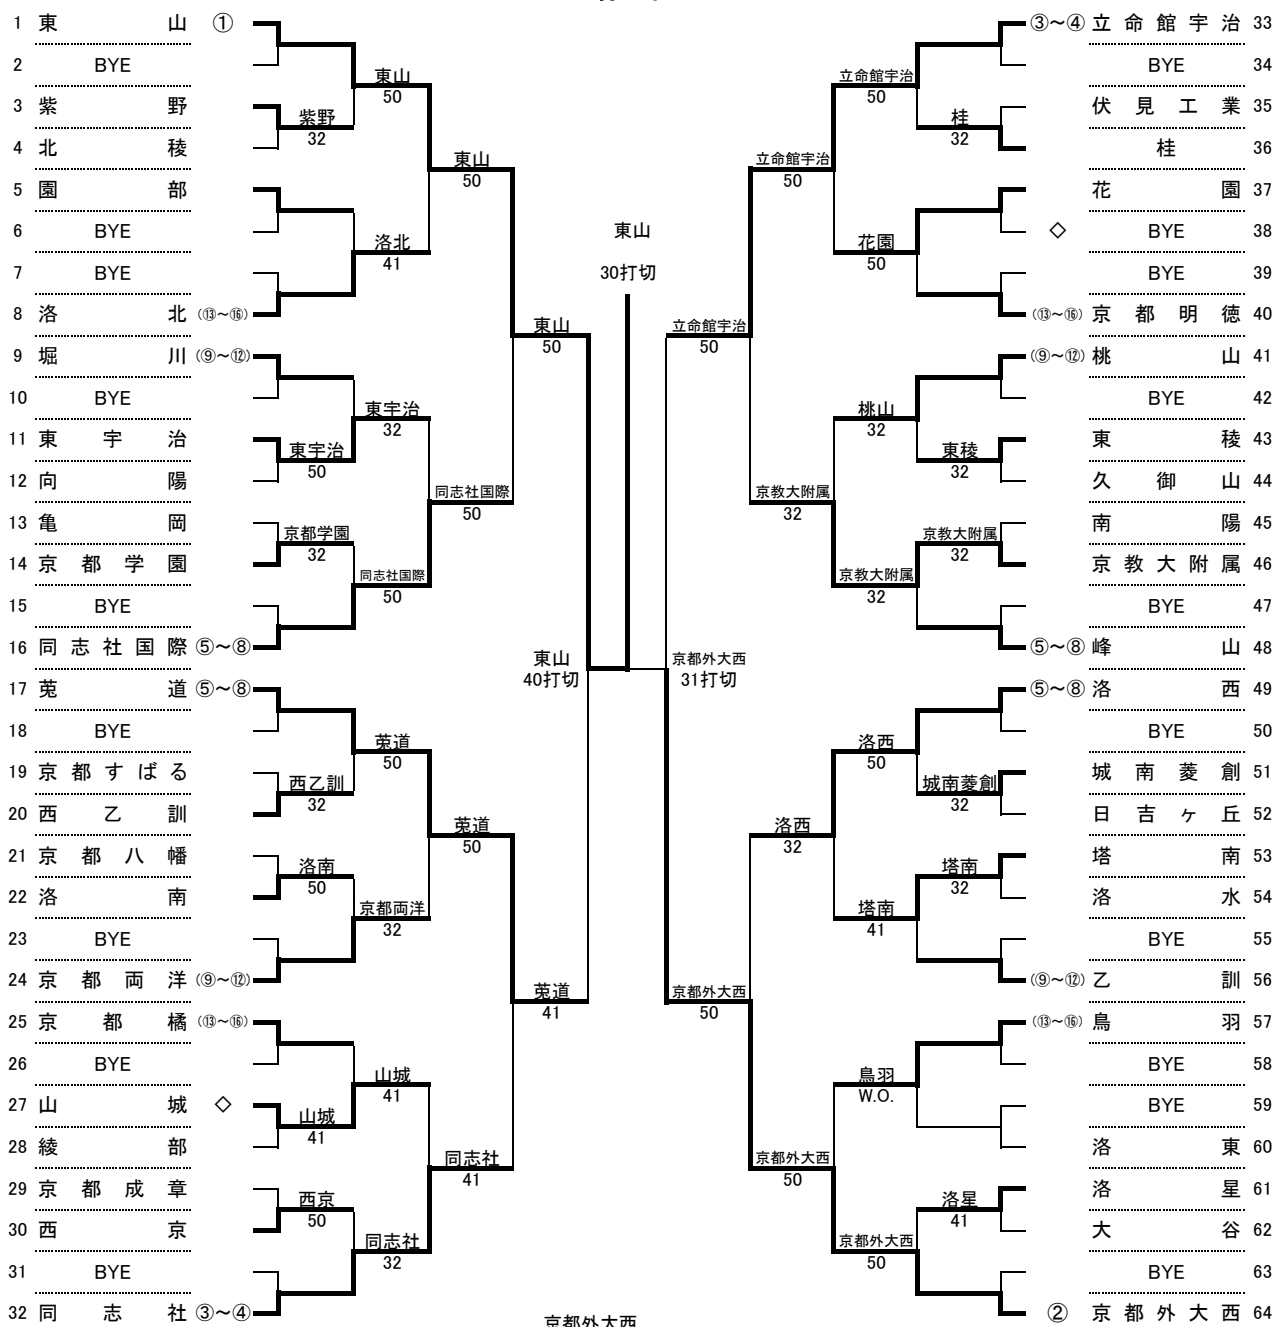 1 東山 ①
2 BYE
3 紫野
4 北稜
5 園部
6 BYE
7 BYE
8 洛北 (⑬～⑯)
9 堀川 (⑨～⑫)
10 BYE
11 東宇治
12 向陽
13 亀岡
14 京都学園
15 BYE
16 同志社国際 ⑤～⑧
17 莵道 ⑤～⑧
18 BYE
19 京都すばる
20 西乙訓
21 京都八幡
22 洛南
23 BYE
24 京都両洋 (⑨～⑫)
25 京都橘 (⑬～⑯)
26 BYE
27 山城 ◇
28 綾部
29 京都成章
30 西京
31 BYE
32 同志社 ③～④
紫野
32
東宇治
50
京都学園
32
西乙訓
32
洛南
50
山城
41
西京
50
東山
50
洛北
41
東宇治
32
同志社国際
50
莵道
50
京都両洋
32
山城
41
同志社
32
東山
50
同志社国際
50
莵道
50
同志社
41
東山
50
莵道
41
東山
40打切
東山
30打切
京都外大西
31打切
立命館宇治
50
京都外大西
50
立命館宇治
50
京教大附属
32
洛西
32
京都外大西
50
立命館宇治
50
花園
50
桃山
32
京教大附属
32
洛西
50
塔南
41
鳥羽
W.O.
京都外大西
50
桂
32
東稜
32
京教大附属
32
城南菱創
32
塔南
32
洛星
41
③～④ 立命館宇治 33
BYE 34
伏見工業 35
桂 36
花園 37
◇ BYE 38
BYE 39
(⑬～⑯) 京都明徳 40
(⑨～⑫) 桃山 41
BYE 42
東稜 43
久御山 44
南陽 45
京教大附属 46
BYE 47
⑤～⑧ 峰山 48
⑤～⑧ 洛西 49
BYE 50
城南菱創 51
日吉ヶ丘 52
塔南 53
洛水 54
BYE 55
(⑨～⑫) 乙訓 56
(⑬～⑯) 鳥羽 57
BYE 58
BYE 59
洛東 60
洛星 61
大谷 62
BYE 63
② 京都外大西 64
京都外大西